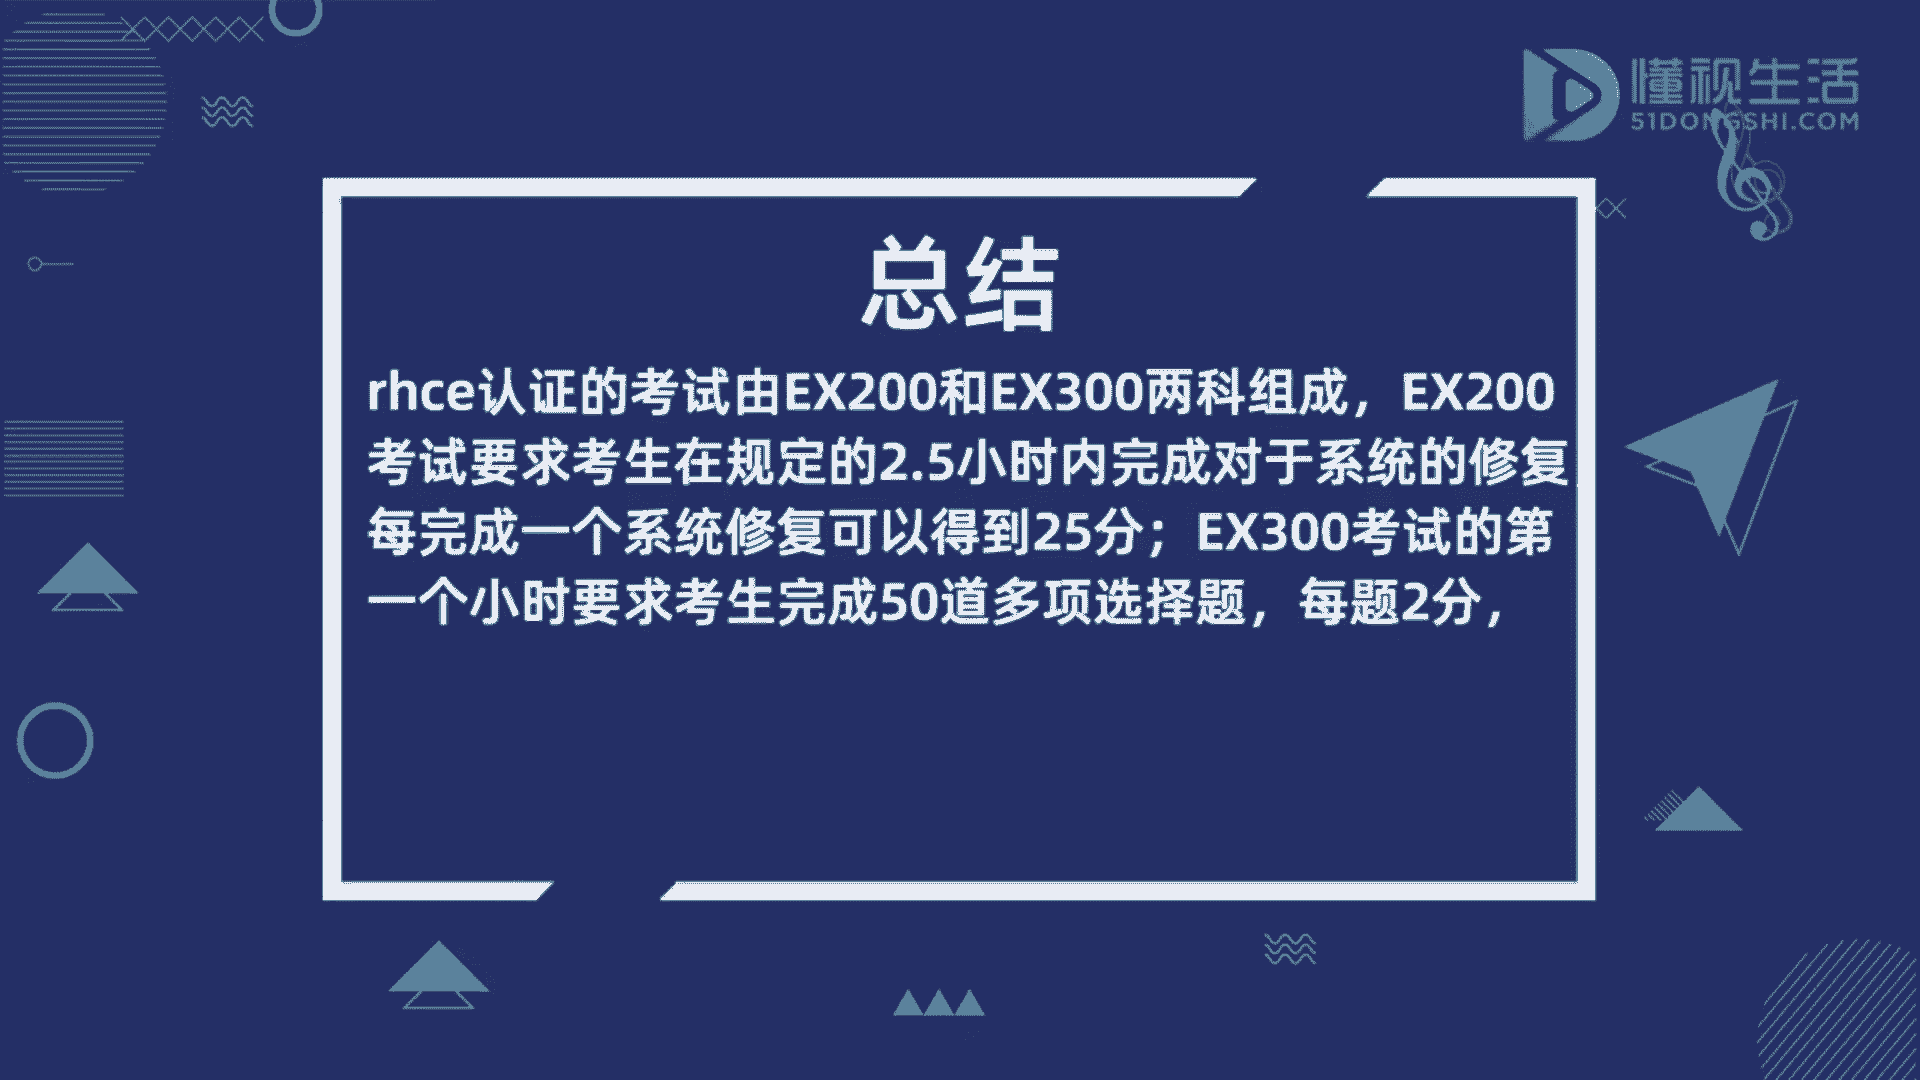 懂视生活
51DONGSHI.COM
总结
rhce认证的考试由EX200和EX300两科组成，EX200
考试要求考生在规定的2.5小时内完成对于系统的修复
每完成一个系统修复可以得到25分；EX300考试的第
一个小时要求考生完成50道多项选择题，每题2分，